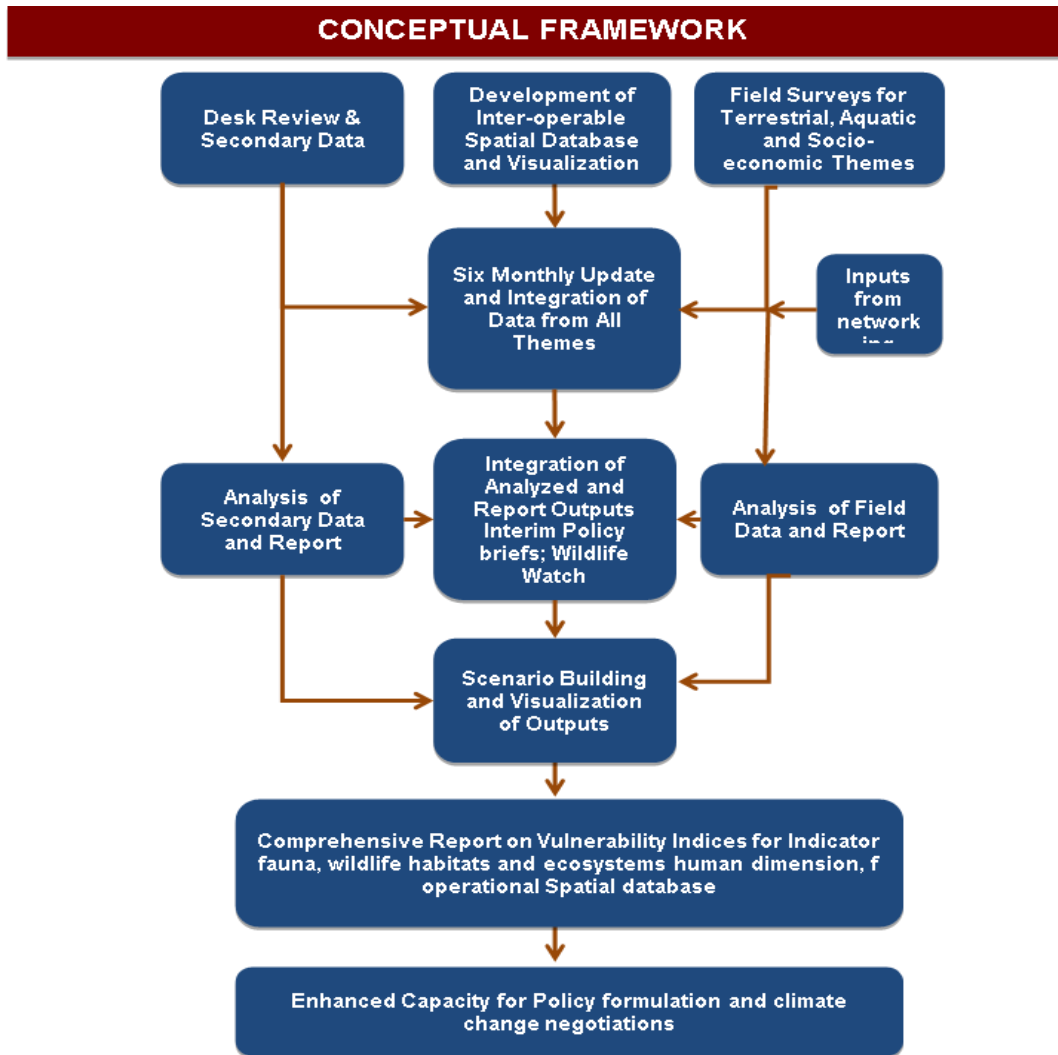 CONCEPTUAL FRAMEWORK
Desk Review &
Secondary Data
Development of
Inter-operable
Spatial Database
and Visualization
Field Surveys for
Terrestrial, Aquatic
and Socio-
economic Themes
Six Monthly Update
and Integration of
Data from All
Themes
Inputs
from
network
Analysis of
Secondary Data
and Report
Integration of
Analyzed and
Report Outputs
Interim Policy
briefs; Wildlife
Watch
Analysis of Field
Data and Report
Scenario Building
and Visualization
of Outputs
Comprehensive Report on Vulnerability Indices for Indicator
fauna, wildlife habitats and ecosystems human dimension, f
operational Spatial database
Enhanced Capacity for Policy formulation and climate
change negotiations